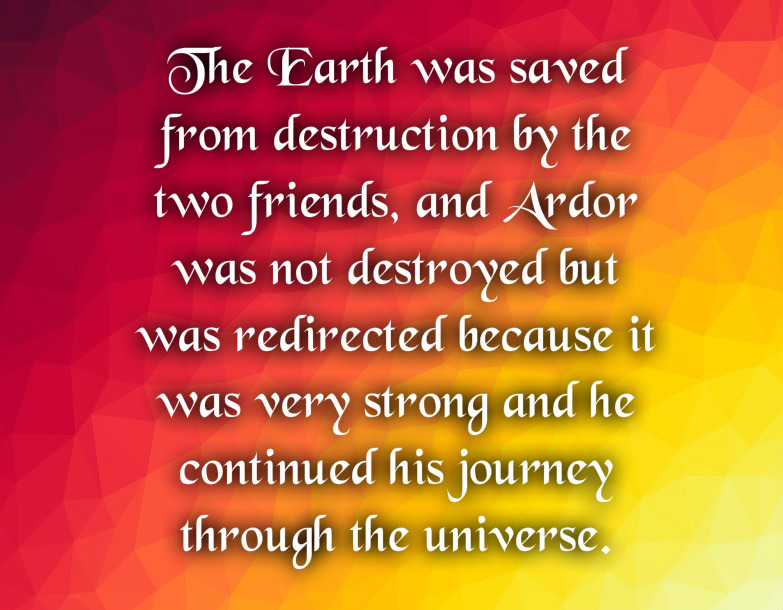 The Earth was saved
from destruction by the
two friends, and Ardor
was not destroyed but
was redirected because it
was very strong and he
continued his journey
through the universe.